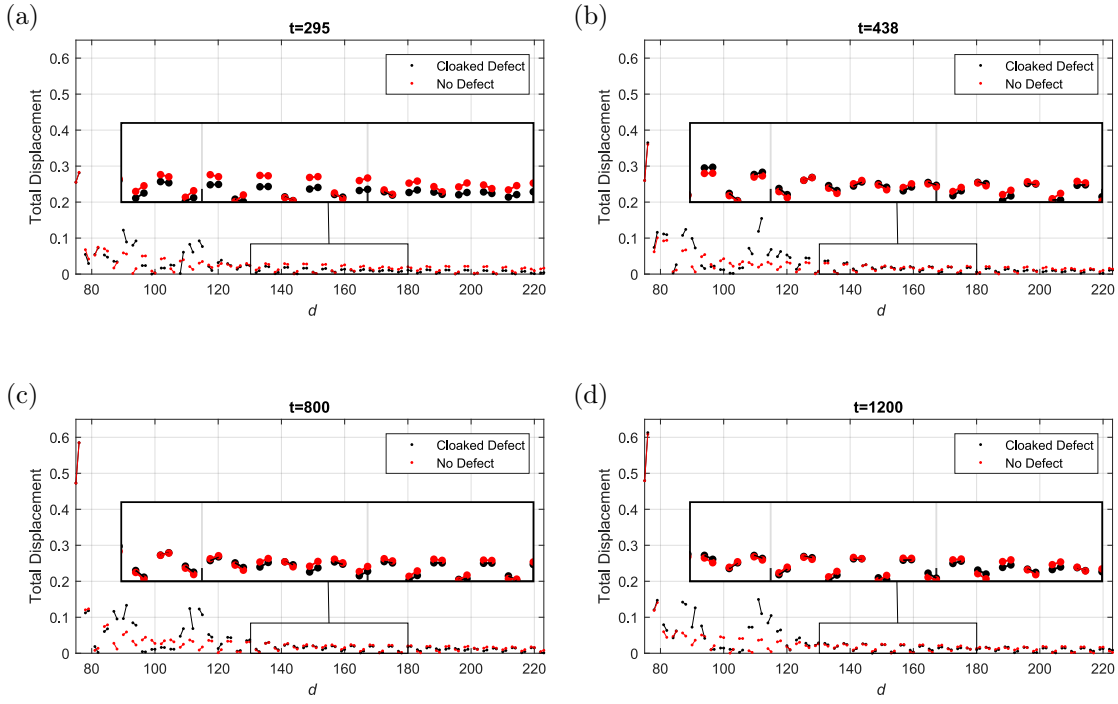 (a)
t=295
Total Displacement
0.6
0.5
0.4
0.3
0.2
0.1
0
Cloaked Defect
No Defect
80 100 120 140 160 180 200 220
d
(b)
t=438
Total Displacement
0.6
0.5
0.4
0.3
0.2
0.1
0
Cloaked Defect
No Defect
80 100 120 140 160 180 200 220
d
(c)
t=800
Total Displacement
0.6
0.5
0.4
0.3
0.2
0.1
0
Cloaked Defect
No Defect
80 100 120 140 160 180 200 220
d
(d)
t=1200
Total Displacement
0.6
0.5
0.4
0.3
0.2
0.1
0
Cloaked Defect
No Defect
80 100 120 140 160 180 200 220
d